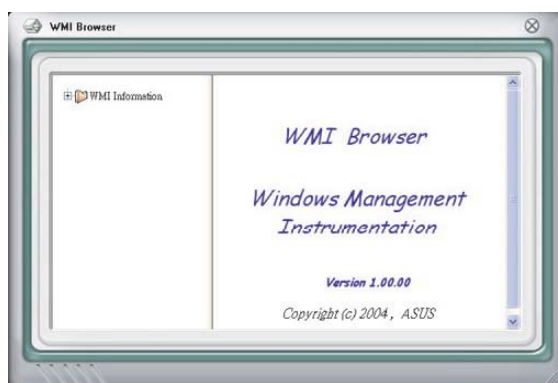 WMI Browser
WMI Information
WMI Browser
Windows Management
Instrumentation
Version 1.00.00
Copyright (c) 2004, ASUS